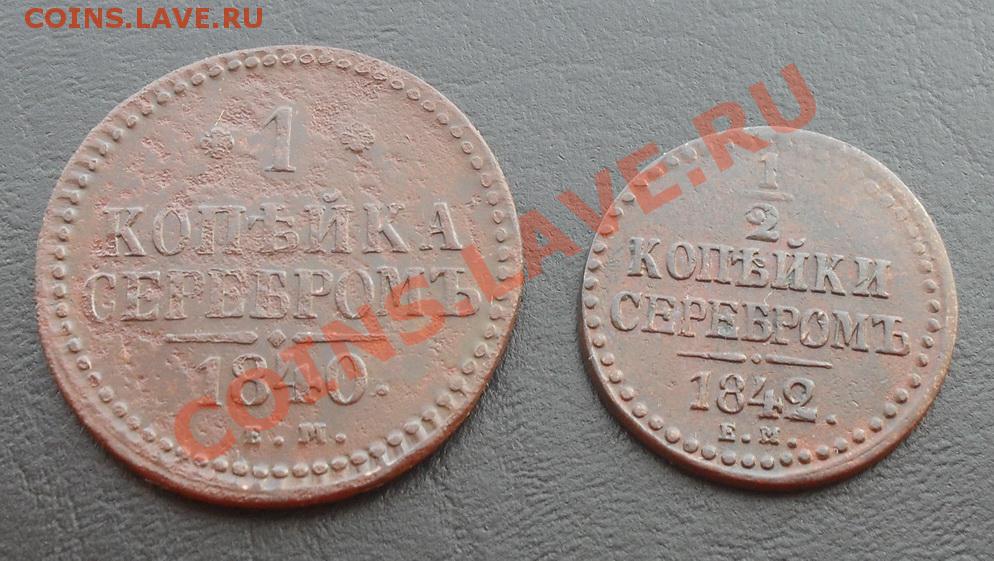 COINS.LAVE.RU
1
КОПѢЙКА
СЕРЕБРОМЪ
1840.
Е.М.
1
2
КОПѢЙКИ
СЕРЕБРОМЪ
1842.
Е.М.
COINS.LAVE.RU